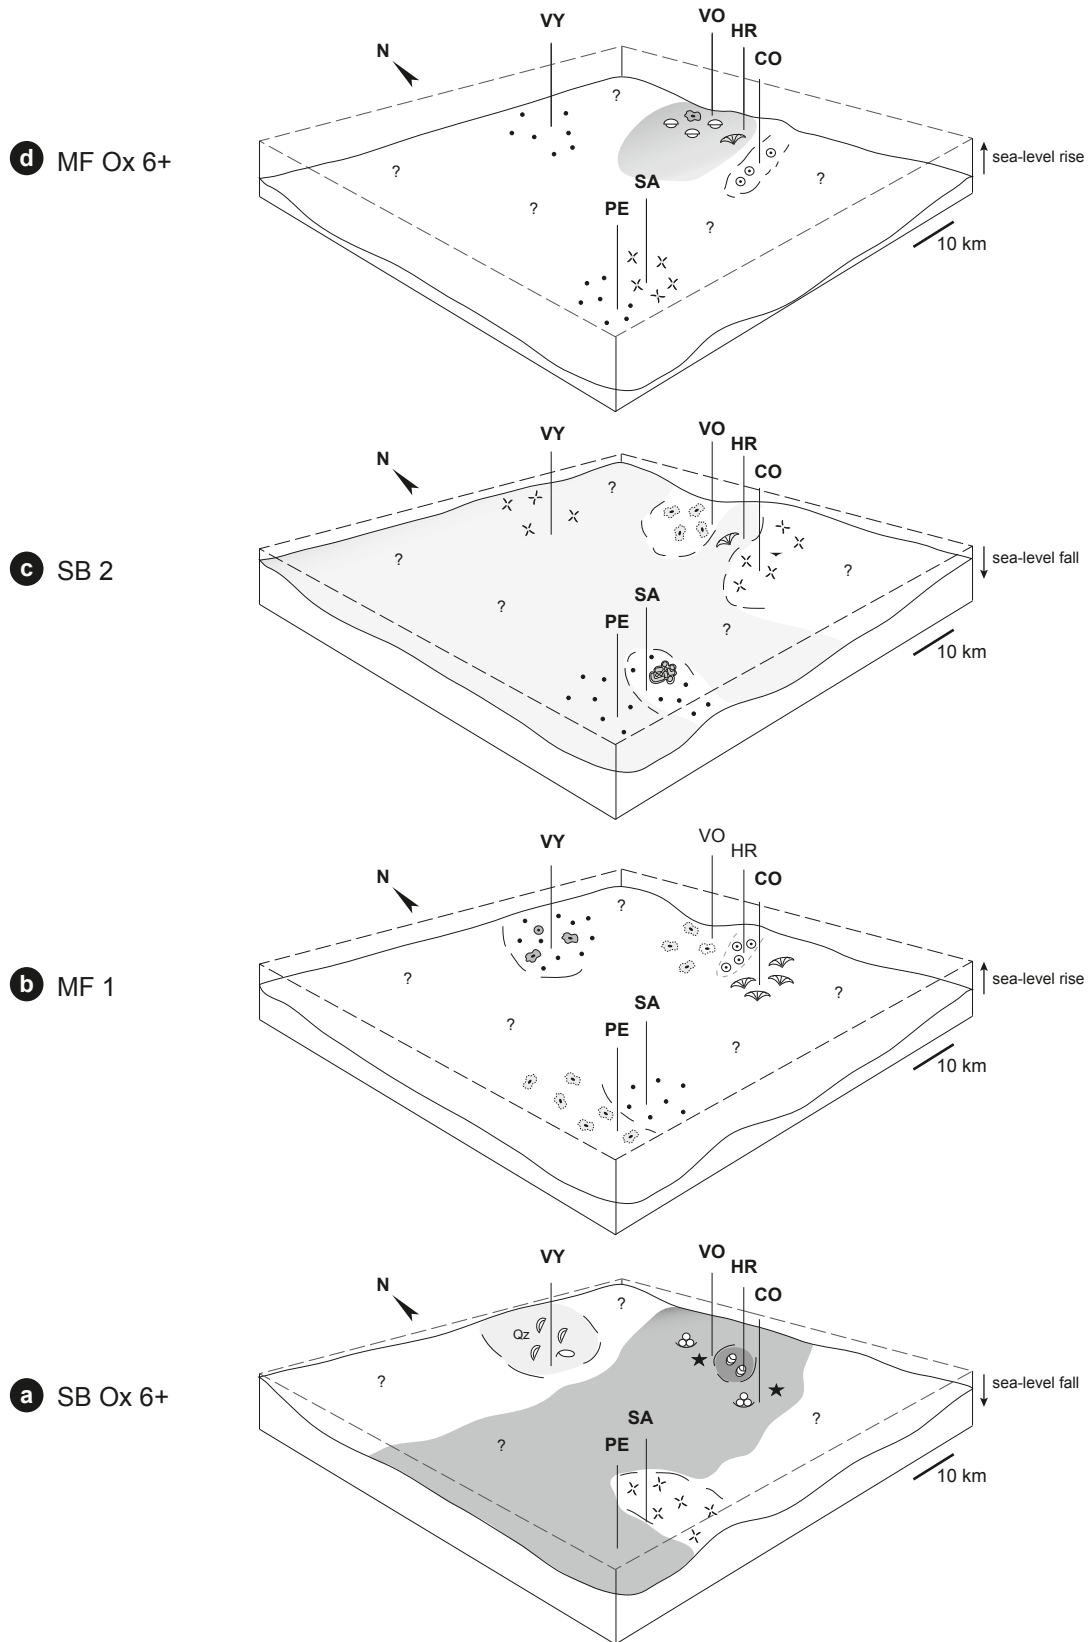 VO
VY
HR
N
CO
?
d MF Ox 6+
?
SA
?
sea-level rise
?
PE
?
10 km
VY
VO
HR
N
CO
?
c SB 2
?
sea-level fall
?
?
SA
PE
?
10 km
VY
VO
HR
N
CO
?
b MF 1
?
sea-level rise
?
SA
?
PE
?
10 km
VY
VO
HR
N
CO
?
Qz
a SB Ox 6+
?
sea-level fall
SA
?
PE
?
10 km